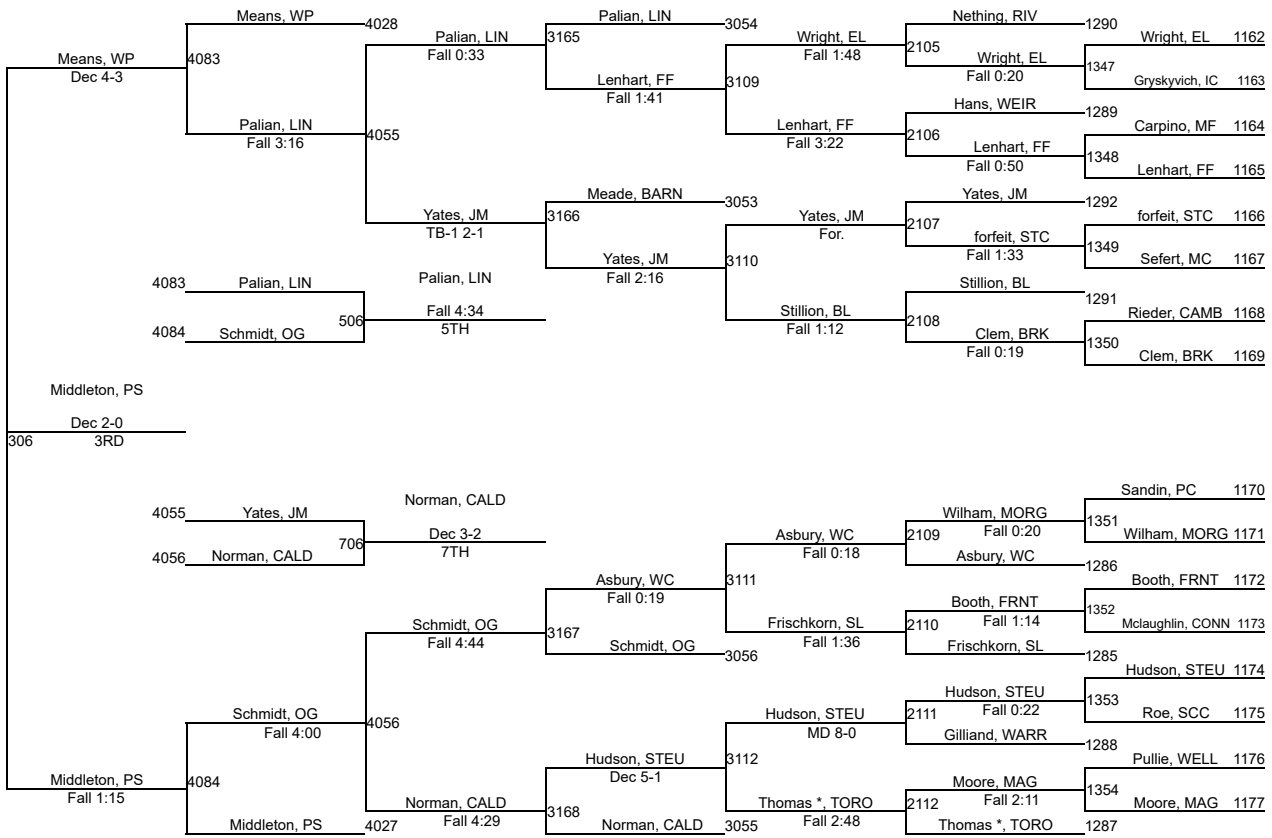 Means, WP
4028
Palian, LIN
3054
Nething, RIV
1290
Palian, LIN
3165
Wright, EL
Wright, EL 1162
Fall 0:33
Fall 1:48
2105
Means, WP
4083
Wright, EL
1347
Dec 4-3
Fall 0:20
Lenhart, FF
3109
Gryskyvich, IC 1163
Fall 1:41
Hans, WEIR
1289
Palian, LIN
4055
Lenhart, FF
2106
Carpino, MF 1164
Fall 3:16
Fall 3:22
Lenhart, FF
1348
Fall 0:50
Lenhart, FF 1165
Meade, BARN
3053
Yates, JM
1292
Yates, JM
3166
Yates, JM
2107
forfeit, STC 1166
TB-1 2-1
For.
forfeit, STC
1349
Fall 1:33
Yates, JM
3110
Sefert, MC 1167
Fall 2:16
Palian, LIN
4083 Palian, LIN
Stillion, BL
1291
Fall 4:34
506
5TH
Stillion, BL
2108
Rieder, CAMB 1168
Fall 1:12
4084 Schmidt, OG
Clem, BRK
1350
Fall 0:19
Clem, BRK 1169
Middleton, PS
Dec 2-0
306
3RD
Sandin, PC 1170
Norman, CALD
4055 Yates, JM
Wilham, MORG
1351
Fall 0:20
Dec 3-2
706
7TH
Asbury, WC
2109
Wilham, MORG 1171
Fall 0:18
4056 Norman, CALD
Asbury, WC
1286
Asbury, WC
3111
Booth, FRNT 1172
Fall 0:19
Booth, FRNT
1352
Fall 1:14
Schmidt, OG
3167
Frischkorn, SL
2110
Mclaughlin, CONN 1173
Fall 4:44
Fall 1:36
Schmidt, OG
3056
Frischkorn, SL
1285
Hudson, STEU 1174
Hudson, STEU
1353
Fall 0:22
Schmidt, OG
4056
Hudson, STEU
2111
Roe, SCC 1175
Fall 4:00
MD 8-0
Gilliand, WARR
1288
Hudson, STEU
3112
Pullie, WELL 1176
Dec 5-1
Middleton, PS
4084
Moore, MAG
1354
Fall 1:15
Fall 2:11
Norman, CALD
3168
Thomas *, TORO
2112
Moore, MAG 1177
Fall 4:29
Fall 2:48
Middleton, PS
4027
Norman, CALD
3055
Thomas *, TORO
1287